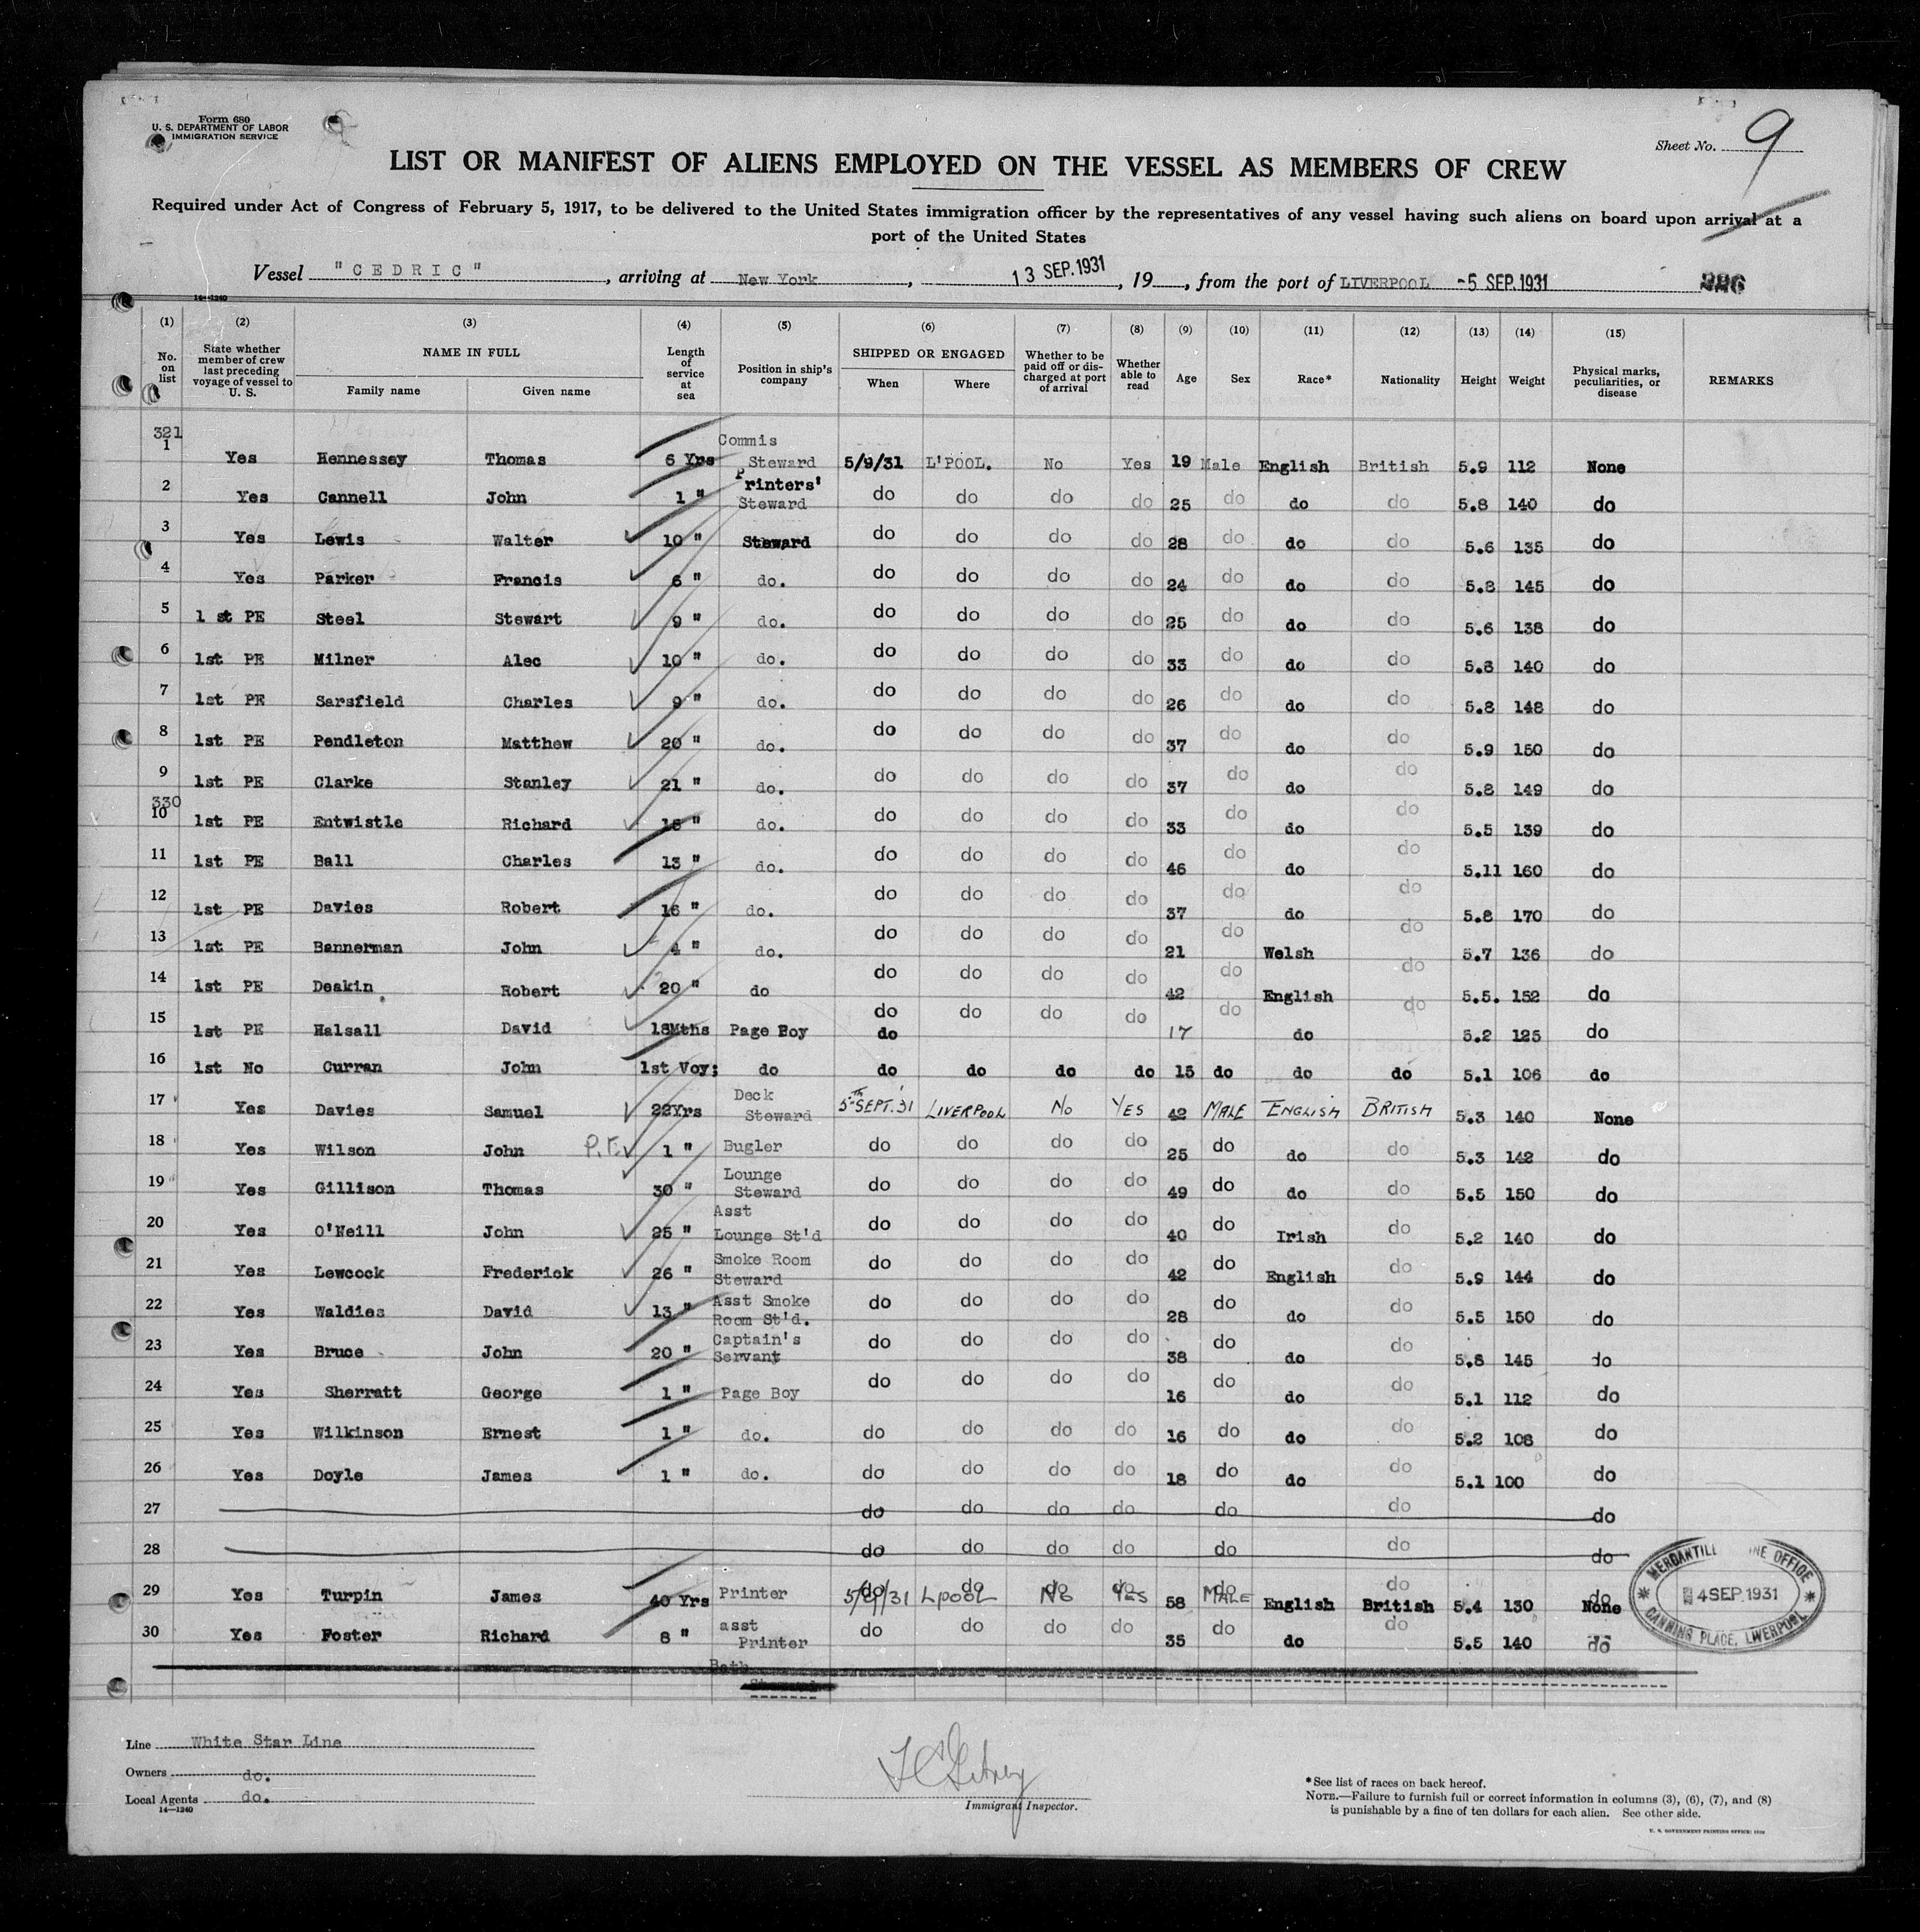 Form 680
U. S. DEPARTMENT OF LABOR
IMMIGRATION SERVICE
Sheet No. 9
LIST OR MANIFEST OF ALIENS EMPLOYED ON THE VESSEL AS MEMBERS OF CREW
Required under Act of Congress of February 5, 1917, to be delivered to the United States immigration officer by the representatives of any vessel having such aliens on board upon arrival at a
port of the United States
Vessel "CEDRIC", arriving at New York, 13 SEP. 1931, 19, from the port of LIVERPOOL -5 SEP. 1931
14—1240
(1) (2) (3) (4) (5) (6) (7) (8) (9) (10) (11) (12) (13) (14) (15)
No. on list State whether member of crew last preceding voyage of vessel to U. S. NAME IN FULL Family name Given name Length of service at sea Position in ship's company SHIPPED OR ENGAGED When Where Whether to be paid off or discharged at port of arrival Whether able to read Age Sex Race* Nationality Height Weight Physical marks, peculiarities, or disease REMARKS
321
1 Yes Hennessey Thomas 6 Yrs Commis Steward 5/9/31 L'POOL. No Yes 19 Male English British 5.9 112 None
2 Yes Cannell John 1 " Printers' Steward do do do do 25 do do do 5.8 140 do
3 Yes Lewis Walter 10 " Steward do do do do 28 do do do 5.6 135 do
4 Yes Parker Francis 6 " do. do do do do 24 do do do 5.8 145 do
5 1 st PE Steel Stewart 9 " do. do do do do 25 do do do 5.6 138 do
6 1st PE Milner Alec 10 " do. do do do do 33 do do do 5.8 140 do
7 1st PE Sarsfield Charles 9 " do. do do do do 26 do do do 5.8 148 do
8 1st PE Pendleton Matthew 20 " do. do do do do 37 do do do 5.9 150 do
9 1st PE Clarke Stanley 21 " do. do do do do 37 do do do 5.8 149 do
330
10 1st PE Entwistle Richard " do. do do do do 33 do do do 5.5 139 do
11 1st PE Ball Charles 13 " do. do do do do 46 do do do 5.11 160 do
12 1st PE Davies Robert 16 " do. do do do do 37 do do do 5.8 170 do
13 1st PE Bannerman John 4 " do. do do do do 21 do Welsh do 5.7 136 do
14 1st PE Deakin Robert 20 " do do do do do 42 do English do 5.5. 152 do
15 1st PE Halsall David 18Mths Page Boy do do do do do 17 do do do 5.2 125 do
16 1st No Curran John 1st Voy; do do do do do 15 do do do 5.1 106 do
17 Yes Davies Samuel 22Yrs Deck Steward 5th SEPT. 31 LIVERPOOL No YES 42 MALE ENGLISH BRITISH 5.3 140 None
18 Yes Wilson John 1 " Bugler do do do do 25 do do do 5.3 142 do
19 Yes Gillison Thomas 30 " Lounge Steward do do do do 49 do do do 5.5 150 do
20 Yes O'Neill John 25 " Asst Lounge St'd do do do do 40 do Irish do 5.2 140 do
21 Yes Lewcock Frederick 26 " Smoke Room Steward do do do do 42 do English do 5.9 144 do
22 Yes Waldies David 13 " Asst Smoke Room St'd. do do do do 28 do do do 5.5 150 do
23 Yes Bruce John 20 " Captain's Servant do do do do 38 do do do 5.8 145 do
24 Yes Sherratt George 1 " Page Boy do do do do 16 do do do 5.1 112 do
25 Yes Wilkinson Ernest 1 " do. do do do do 16 do do do 5.2 108 do
26 Yes Doyle James 1 " do. do do do do 18 do do do 5.1 100 do
27 do do do do do do do
28 do do do do do do do
29 Yes Turpin James 40 Yrs Printer 5/9/31 LPOOL No YES 58 MALE English British 5.4 130 None
30 Yes Foster Richard 8 " asst Printer do do do do 35 do do do 5.5 140 do
Bath
MERCANTILE OFFICE
4 SEP 1931
CANNING PLACE, LIVERPOOL
Line White Star Line
Owners do.
Local Agents do.
14—1240
Immigrant Inspector.
*See list of races on back hereof.
NOTE.—Failure to furnish full or correct information in columns (3), (6), (7), and (8)
is punishable by a fine of ten dollars for each alien. See other side.